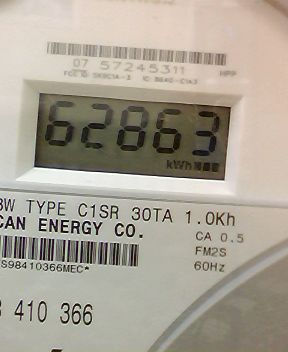 07 57245311
HPP
62863
kWh
3W TYPE C1SR 30TA 1.0Kh
CAN ENERGY CO.
CA 0.5
FM2S
60Hz
S98410366MEC*
410 366